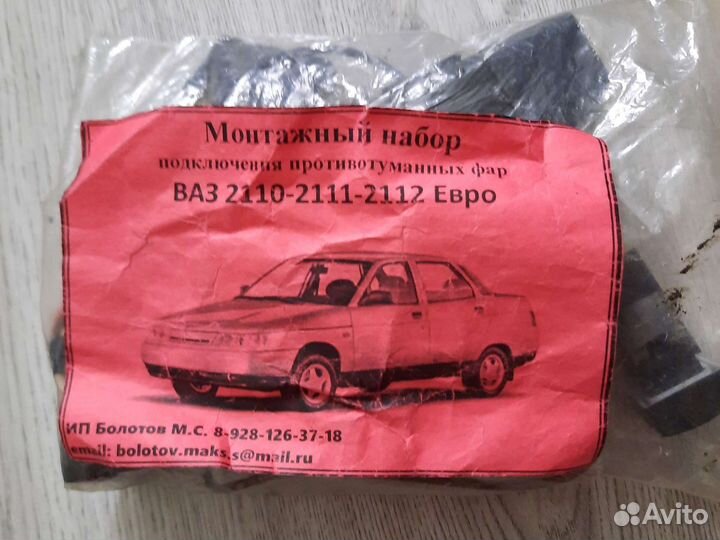 Монтажный набор
подключения противотуманных фар
ВАЗ 2110-2111-2112 Евро
ИП Болотов М.С. 8-928-126-37-18
email: bolotov.maks.s@mail.ru
Avito